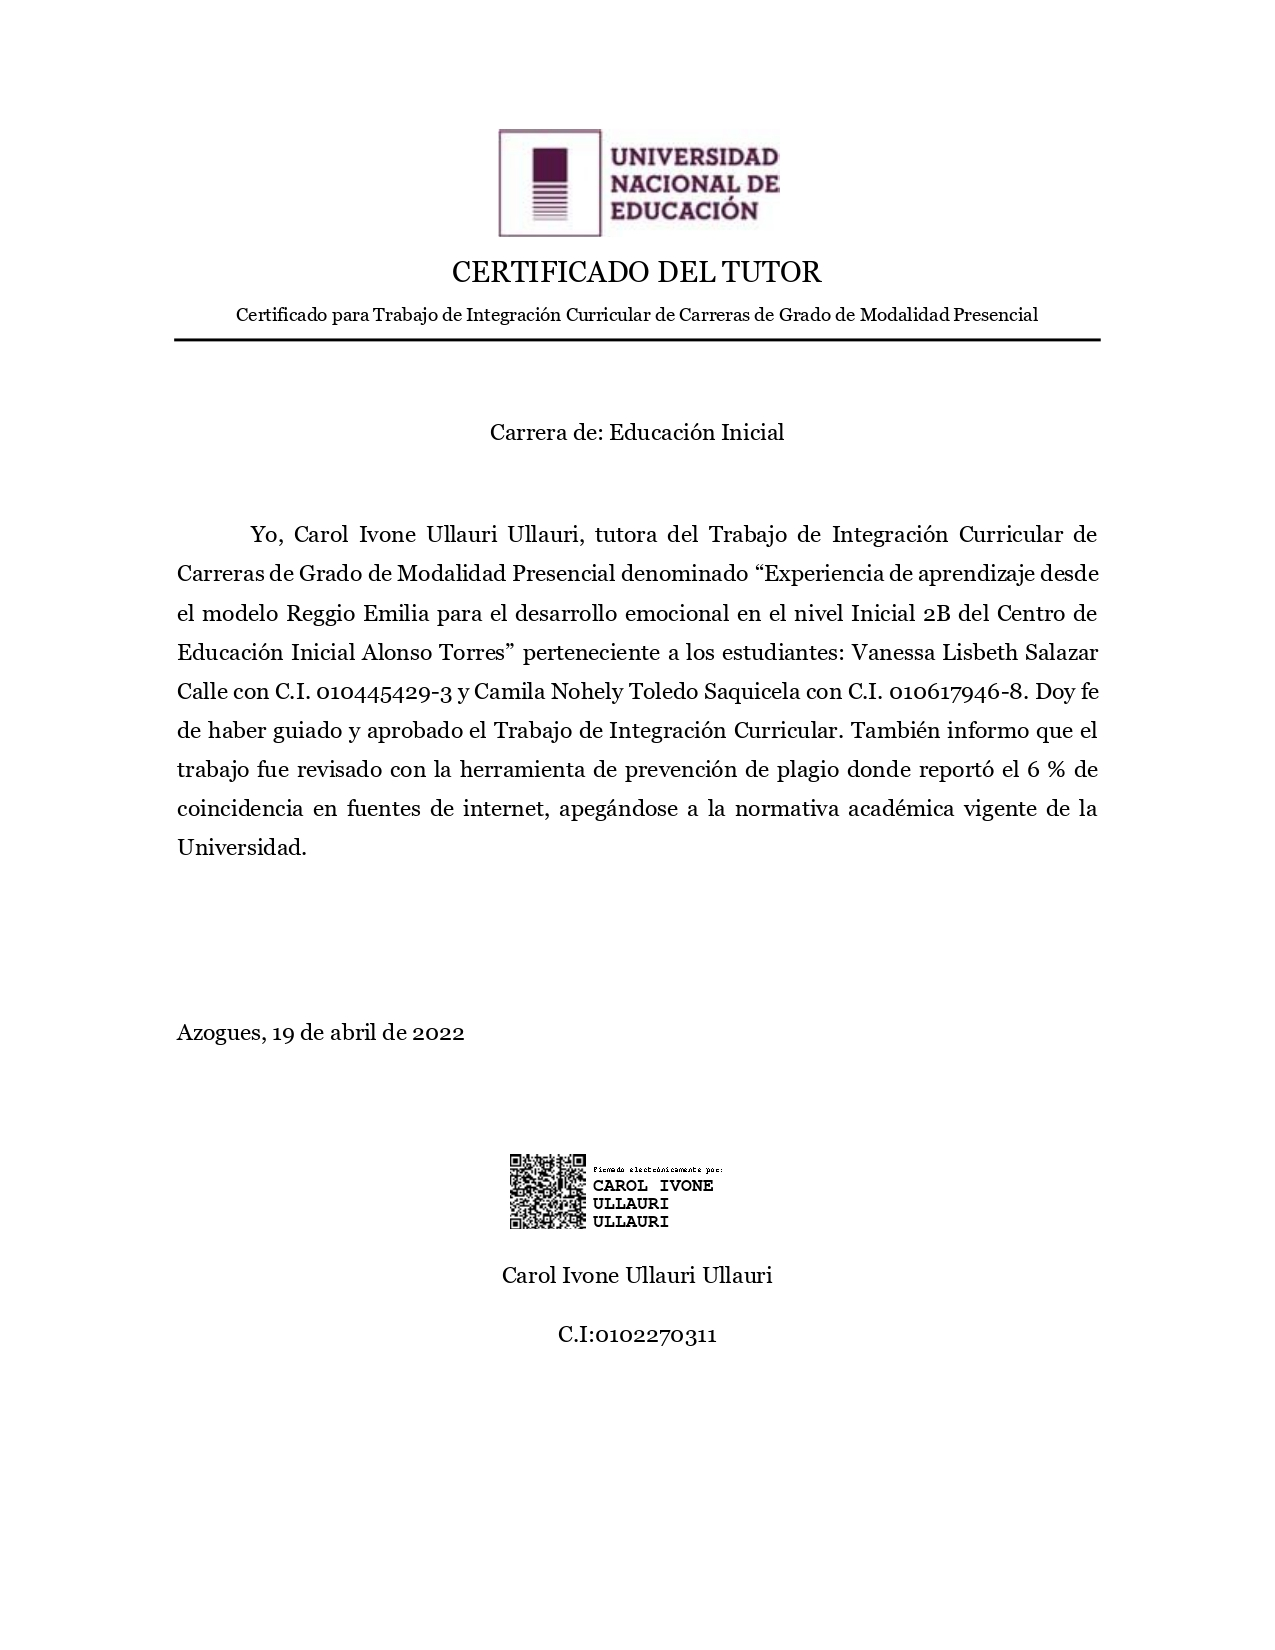 UNIVERSIDAD
NACIONAL DE
EDUCACIÓN
CERTIFICADO DEL TUTOR
Certificado para Trabajo de Integración Curricular de Carreras de Grado de Modalidad Presencial
Carrera de: Educación Inicial
Yo, Carol Ivone Ullauri Ullauri, tutora del Trabajo de Integración Curricular de
Carreras de Grado de Modalidad Presencial denominado “Experiencia de aprendizaje desde
el modelo Reggio Emilia para el desarrollo emocional en el nivel Inicial 2B del Centro de
Educación Inicial Alonso Torres” perteneciente a los estudiantes: Vanessa Lisbeth Salazar
Calle con C.I. 010445429-3 y Camila Nohely Toledo Saquicela con C.I. 010617946-8. Doy fe
de haber guiado y aprobado el Trabajo de Integración Curricular. También informo que el
trabajo fue revisado con la herramienta de prevención de plagio donde reportó el 6 % de
coincidencia en fuentes de internet, apegándose a la normativa académica vigente de la
Universidad.
Azogues, 19 de abril de 2022
Firmado electrónicamente por:
CAROL IVONE
ULLAURI
ULLAURI
Carol Ivone Ullauri Ullauri
C.I:0102270311